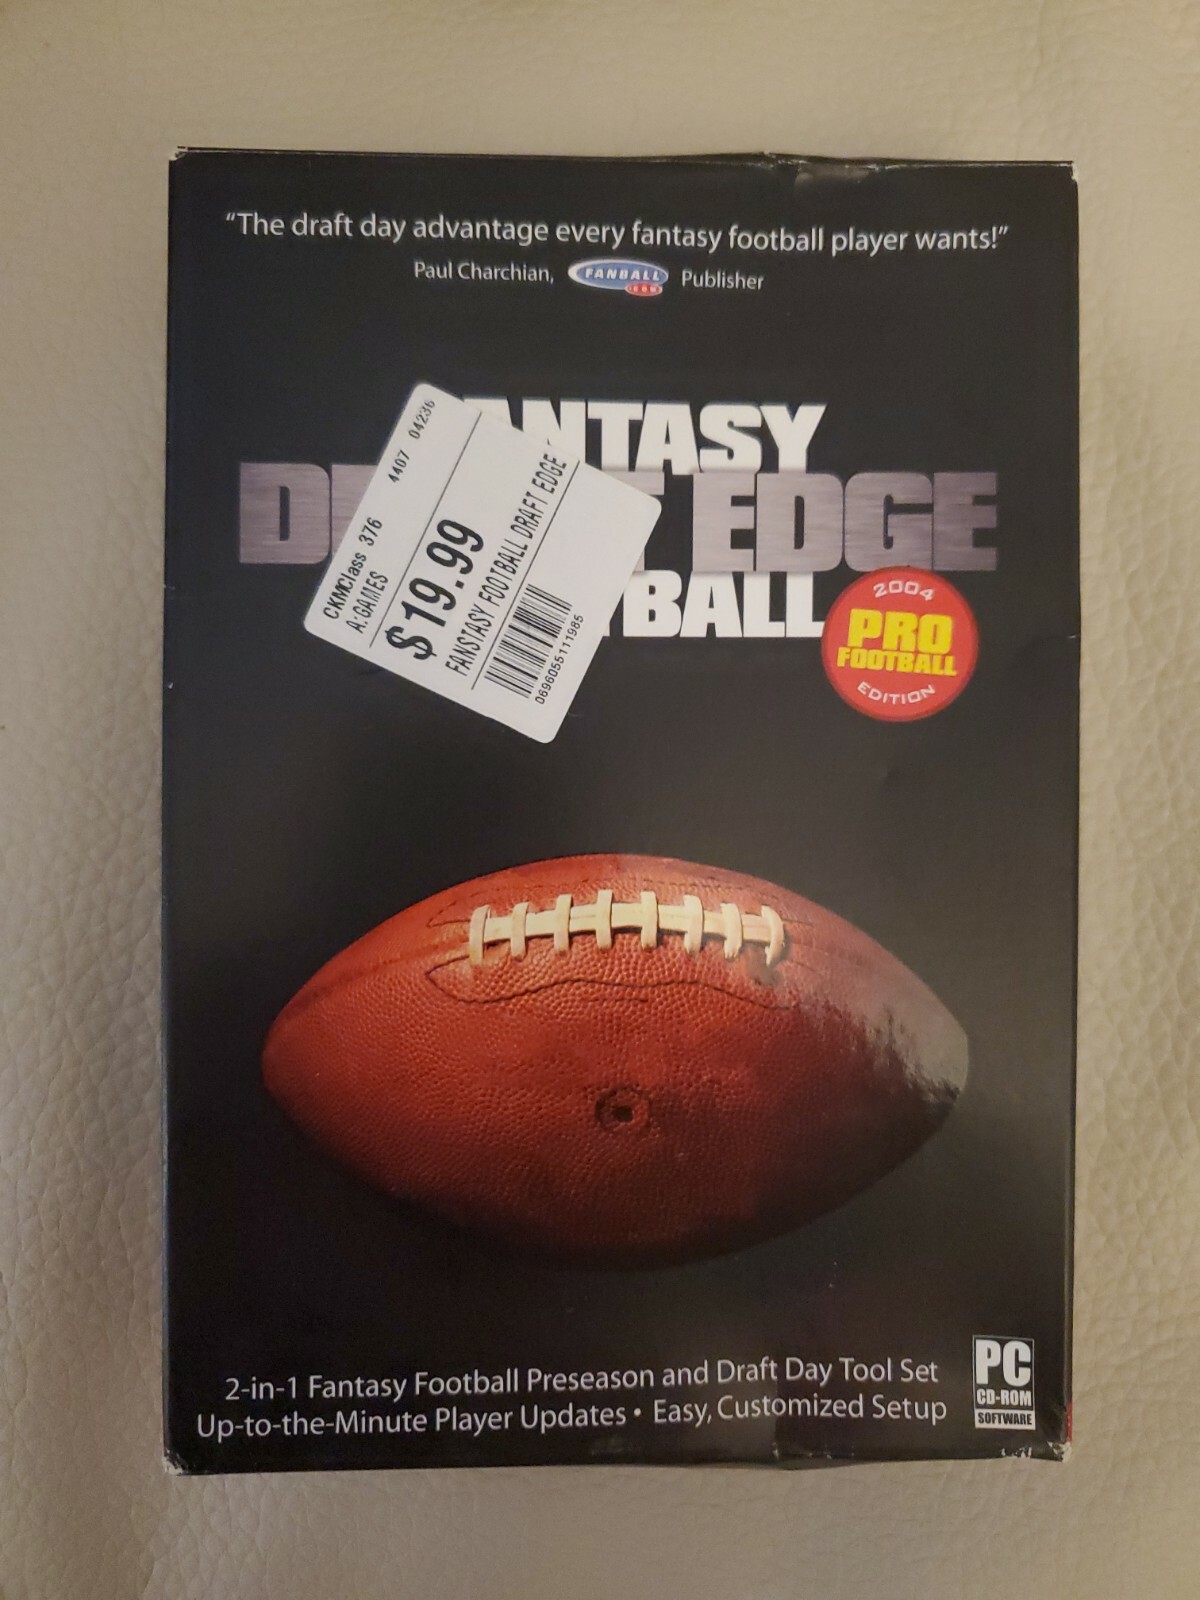 “The draft day advantage every fantasy football player wants!”
Paul Charchian, FANBALL .COM Publisher
ANTASY
EDGE
BALL
CKMClass 376 4407 04236
A:GAMES
$19.99
FANSTASY FOOTBALL DRAFT EDGE
0696055111985
2004
PRO
FOOTBALL
EDITION
2-in-1 Fantasy Football Preseason and Draft Day Tool Set
Up-to-the-Minute Player Updates • Easy, Customized Setup
PC
CD-ROM
SOFTWARE